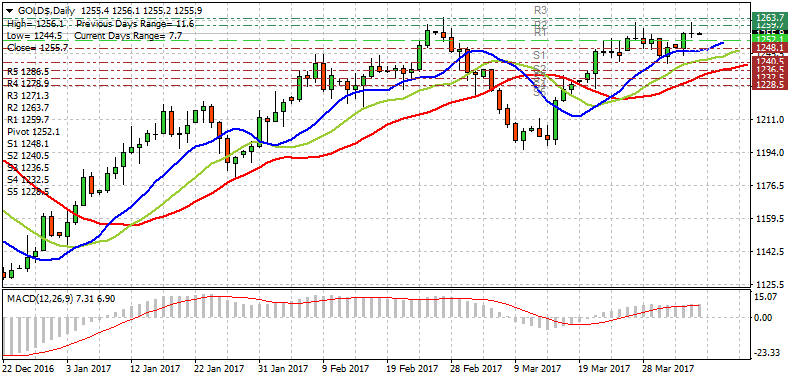 GOLD$,Daily 1255.4 1256.1 1255.2 1255.9
High= 1256.1 Previous Days Range= 11.6
Low= 1244.5 Current Days Range= 7.7
Close= 1255.7
R5 1286.5
R4 1278.9
R3 1271.3
R2 1263.7
R1 1259.7
Pivot 1252.1
S1 1248.1
S2 1240.5
S3 1236.5
S4 1232.5
S5 1228.5
R3
R2
R1
S1
S2
1263.7
1259.7
1252.1
1248.1
1240.5
1236.5
1232.5
1228.5
1211.0
1194.0
1176.5
1159.5
1142.5
1125.5
MACD(12,26,9) 7.31 6.90
15.07
0.00
-23.33
22 Dec 2016 3 Jan 2017 12 Jan 2017 22 Jan 2017 31 Jan 2017 9 Feb 2017 19 Feb 2017 28 Feb 2017 9 Mar 2017 19 Mar 2017 28 Mar 2017